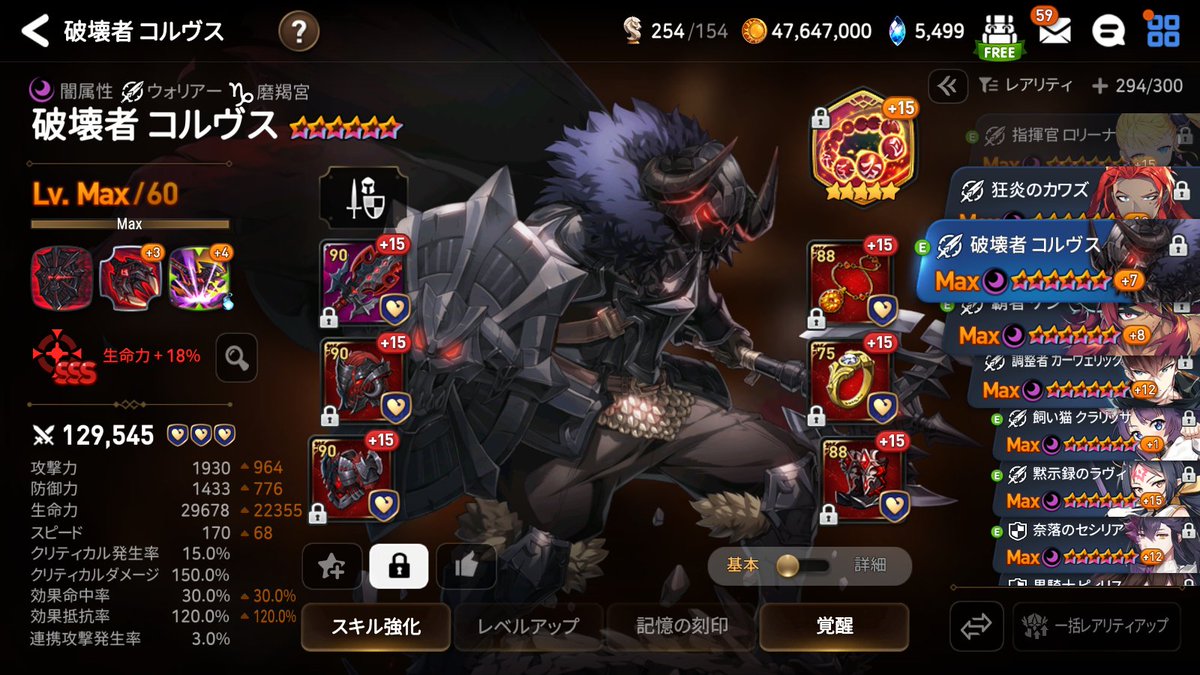 破壊者 コルヴス
?
254/154
47,647,000
5,499
FREE
59
闇属性 ウォリアー 磨羯宮
破壊者 コルヴス
レアリティ
294/300
Lv. Max/60
Max
+3
+4
SSS
生命力 + 18%
129,545
攻撃力 1930 964
防御力 1433 776
生命力 29678 22355
スピード 170 68
クリティカル発生率 15.0%
クリティカルダメージ 150.0%
効果命中率 30.0% 30.0%
効果抵抗率 120.0% 120.0%
連携攻撃発生率 3.0%
90 +15
90 +15
90 +15
+15
88 +15
75 +15
88 +15
基本 詳細
スキル強化
レベルアップ
記憶の刻印
覚醒
指揮官 ロリーナ
Max +15
狂炎のカワズ
破壊者 コルヴス
Max +7
Max +8
調整者 カーウェリック
Max +12
飼い猫 クラリッサ
Max +1
黙示録のラヴィ
Max +15
奈落のセシリア
Max +12
一括レアリティアップ